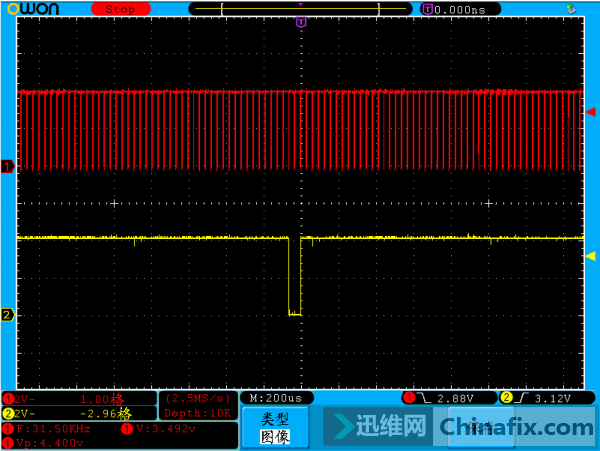 OWON Stop T 0.000ns
T
1
2
1 2V~ 1.00格 (2.5MS/s) M:200us 1 2.88V 2 3.12V
2 2V~ -2.96格 Depth:10K
1 F:31.50KHz 1 V:3.492v
1 Vp:4.400v
类型
图像
迅维网 Chinafix.com